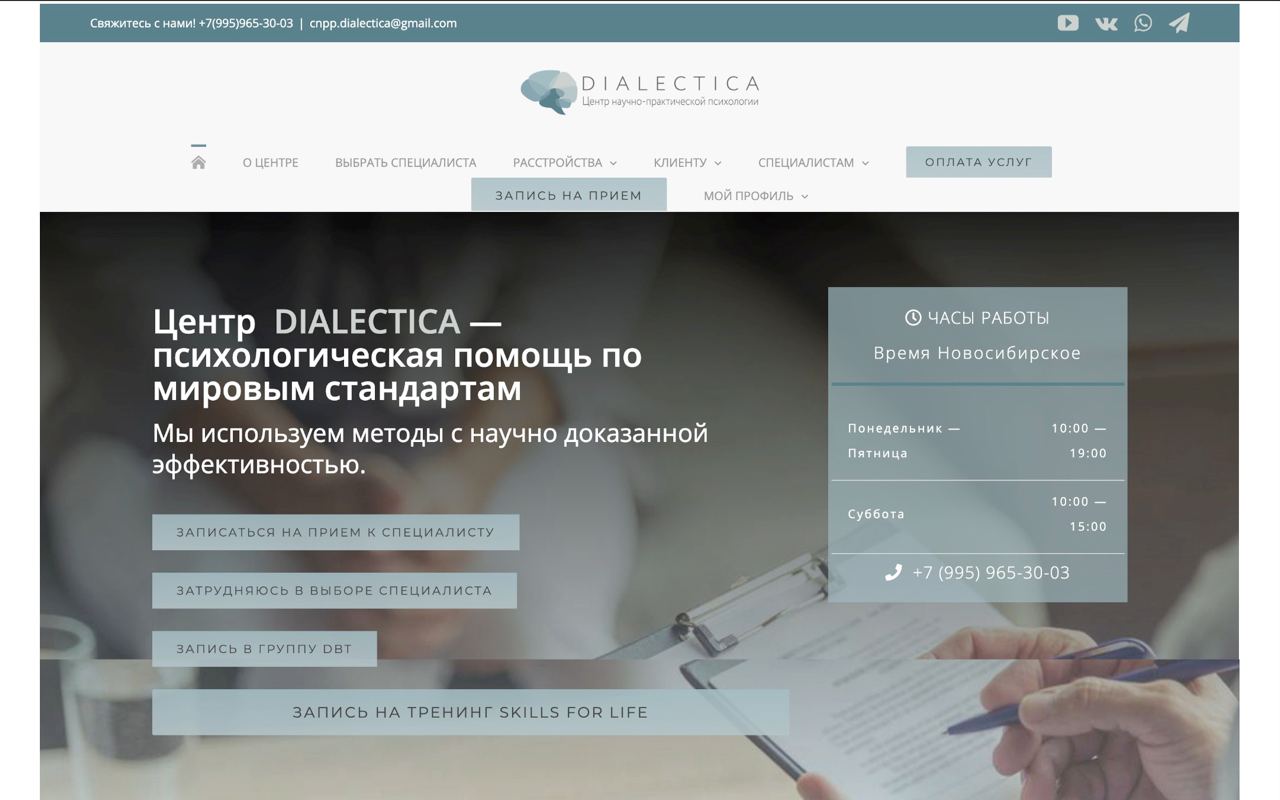 Свяжитесь с нами! +7(995)965-30-03 | cnpp.dialectica@gmail.com
DIALECTICA
Центр научно-практической психологии
О ЦЕНТРЕ ВЫБРАТЬ СПЕЦИАЛИСТА РАССТРОЙСТВА КЛИЕНТУ СПЕЦИАЛИСТАМ ОПЛАТА УСЛУГ
ЗАПИСЬ НА ПРИЕМ МОЙ ПРОФИЛЬ
Центр DIALECTICA —
психологическая помощь по
мировым стандартам
Мы используем методы с научно доказанной
эффективностью.
ЗАПИСАТЬСЯ НА ПРИЕМ К СПЕЦИАЛИСТУ
ЗАТРУДНЯЮСЬ В ВЫБОРЕ СПЕЦИАЛИСТА
ЗАПИСЬ В ГРУППУ DBT
ЗАПИСЬ НА ТРЕНИНГ SKILLS FOR LIFE
ЧАСЫ РАБОТЫ
Время Новосибирское
Понедельник — 10:00 —
Пятница 19:00
Суббота 10:00 —
15:00
+7 (995) 965-30-03